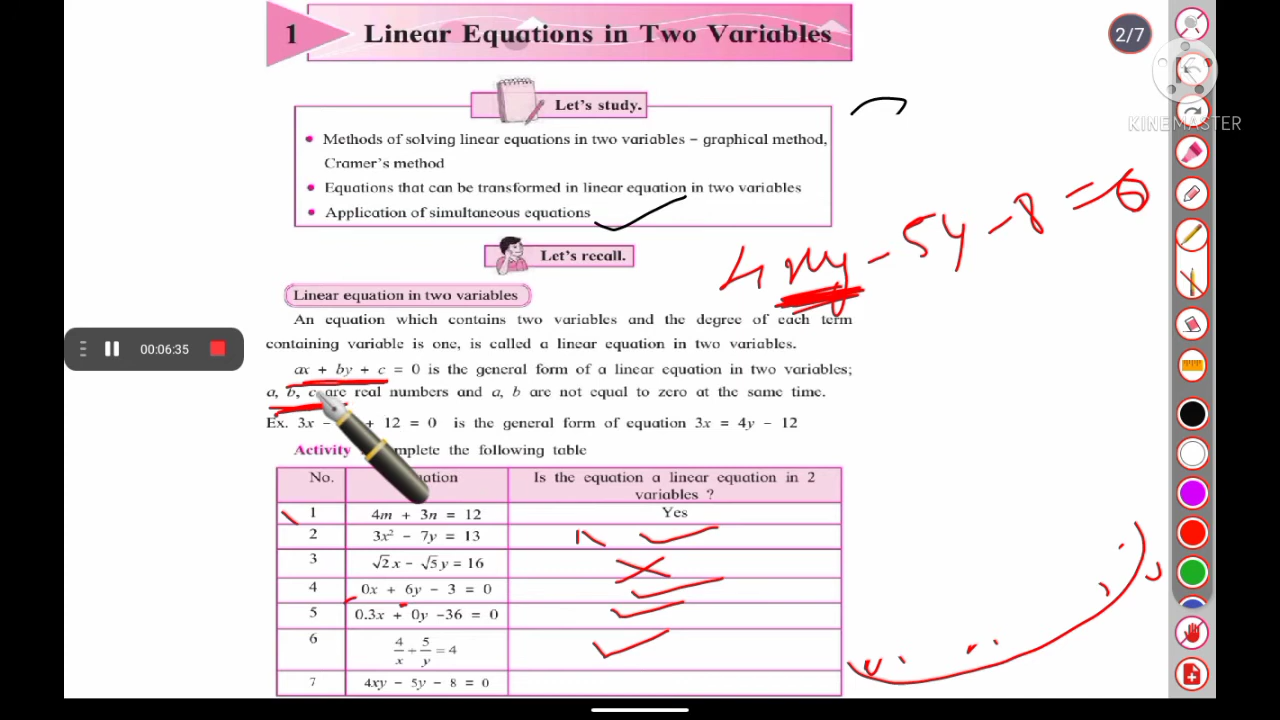 1 Linear Equations in Two Variables
2/7
Let's study.
KINEMASTER
• Methods of solving linear equations in two variables – graphical method,
Cramer's method
• Equations that can be transformed in linear equation in two variables
• Application of simultaneous equations
4xy - 5y - 8 = 0
Let's recall.
Linear equation in two variables
An equation which contains two variables and the degree of each term
containing variable is one, is called a linear equation in two variables.
00:06:35
ax + by + c = 0 is the general form of a linear equation in two variables;
a, b, c are real numbers and a, b are not equal to zero at the same time.
Ex. 3x - + 12 = 0 is the general form of equation 3x = 4y - 12
Activity the following table
No. Is the equation a linear equation in 2
variables ?
1 4m + 3n = 12 Yes
2 3x² - 7y = 13
3 √2x - √5y = 16
4 0x + 6y - 3 = 0
5 0.3x + 0y -36 = 0
6 4/x + 5/y = 4
7 4xy - 5y - 8 = 0